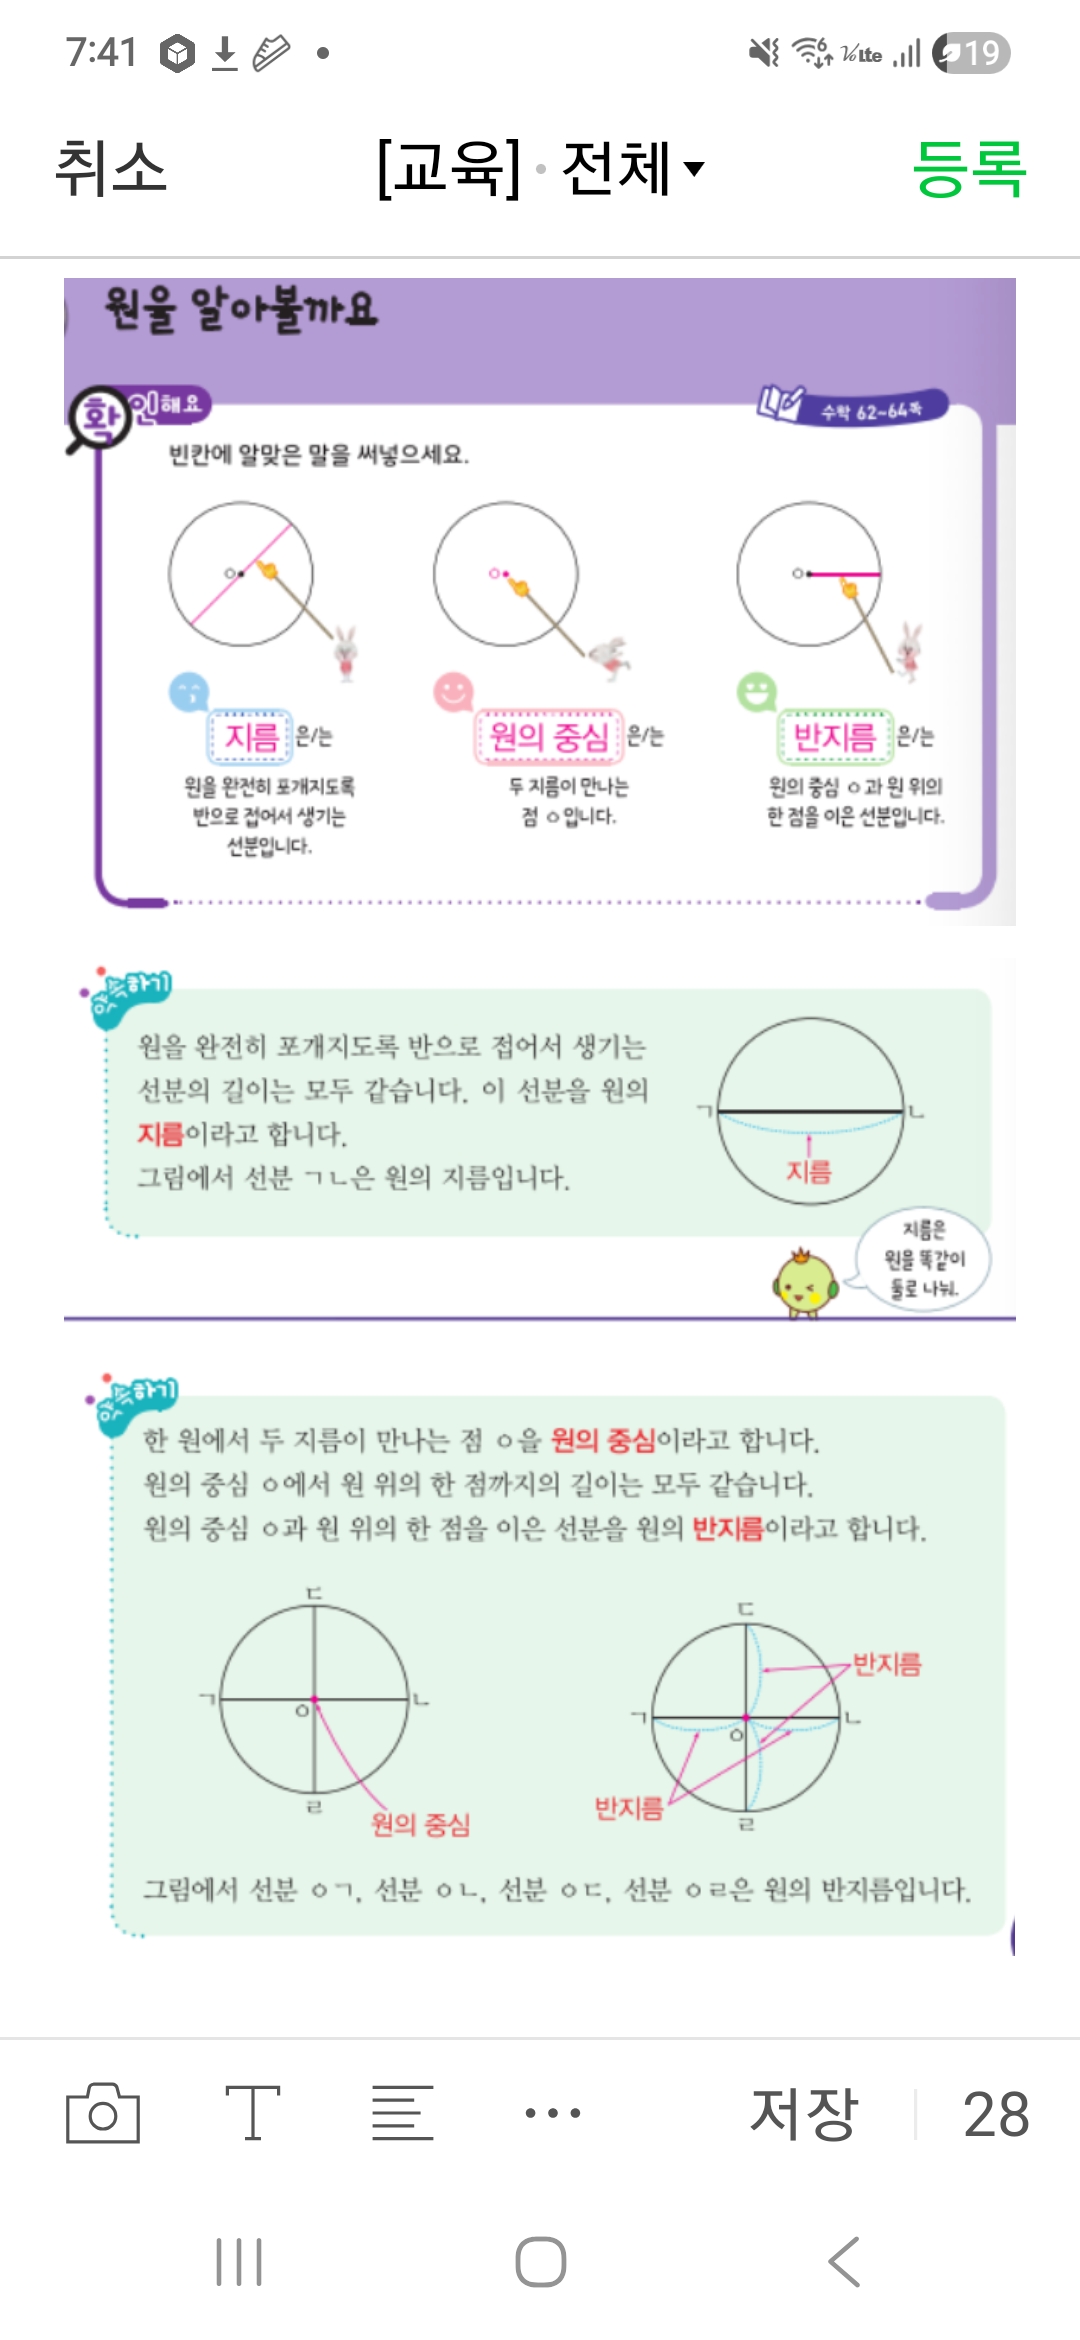 7:41
6 VoLte 19
취소 [교육] · 전체 ▾ 등록
원을 알아볼까요
확인해요
수학 62~64쪽
빈칸에 알맞은 말을 써넣으세요.
ㅇ ㅇ ㅇ
지름 은/는
원을 완전히 포개지도록
반으로 접어서 생기는
선분입니다.
원의 중심 은/는
두 지름이 만나는
점 ㅇ입니다.
반지름 은/는
원의 중심 ㅇ과 원 위의
한 점을 이은 선분입니다.
약속하기
원을 완전히 포개지도록 반으로 접어서 생기는
선분의 길이는 모두 같습니다. 이 선분을 원의
지름이라고 합니다.
그림에서 선분 ㄱㄴ은 원의 지름입니다.
ㄱ ㄴ
지름
지름은
원을 똑같이
둘로 나눠.
약속하기
한 원에서 두 지름이 만나는 점 ㅇ을 원의 중심이라고 합니다.
원의 중심 ㅇ에서 원 위의 한 점까지의 길이는 모두 같습니다.
원의 중심 ㅇ과 원 위의 한 점을 이은 선분을 원의 반지름이라고 합니다.
ㄷ
ㄱ ㅇ ㄴ
ㄹ
원의 중심
ㄷ
반지름
ㄱ ㅇ ㄴ
반지름
ㄹ
그림에서 선분 ㅇㄱ, 선분 ㅇㄴ, 선분 ㅇㄷ, 선분 ㅇㄹ은 원의 반지름입니다.
저장 28